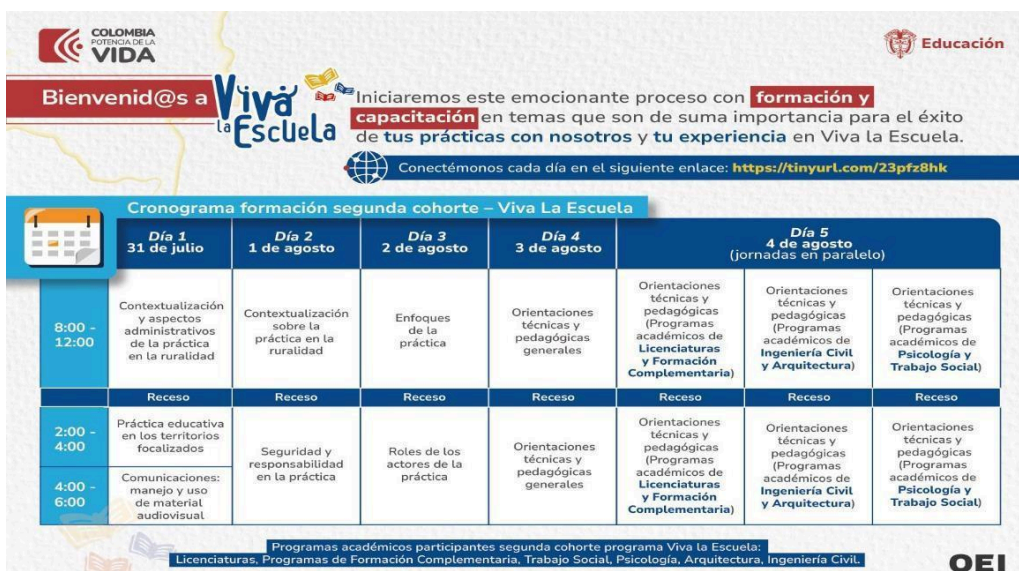 COLOMBIA
POTENCIA DE LA
VIDA
Educación
Bienvenid@s a
Viva
la Escuela
Iniciaremos este emocionante proceso con formación y
capacitación en temas que son de suma importancia para el éxito
de tus prácticas con nosotros y tu experiencia en Viva la Escuela.
Conectémonos cada día en el siguiente enlace: https://tinyurl.com/23pfz8hk
Cronograma formación segunda cohorte – Viva La Escuela
Día 1
31 de julio
Día 2
1 de agosto
Día 3
2 de agosto
Día 4
3 de agosto
Día 5
4 de agosto
(jornadas en paralelo)
8:00 -
12:00
Contextualización
y aspectos
administrativos
de la práctica
en la ruralidad
Contextualización
sobre la
práctica en la
ruralidad
Enfoques
de la
práctica
Orientaciones
técnicas y
pedagógicas
generales
Orientaciones
técnicas y
pedagógicas
(Programas
académicos de
Licenciaturas
y Formación
Complementaria)
Orientaciones
técnicas y
pedagógicas
(Programas
académicos de
Ingeniería Civil
y Arquitectura)
Orientaciones
técnicas y
pedagógicas
(Programas
académicos de
Psicología y
Trabajo Social)
Receso
Receso
Receso
Receso
Receso
Receso
Receso
2:00 -
4:00
Práctica educativa
en los territorios
focalizados
4:00 -
6:00
Comunicaciones:
manejo y uso
de material
audiovisual
Seguridad y
responsabilidad
en la práctica
Roles de los
actores de la
práctica
Orientaciones
técnicas y
pedagógicas
generales
Orientaciones
técnicas y
pedagógicas
(Programas
académicos de
Licenciaturas
y Formación
Complementaria)
Orientaciones
técnicas y
pedagógicas
(Programas
académicos de
Ingeniería Civil
y Arquitectura)
Orientaciones
técnicas y
pedagógicas
(Programas
académicos de
Psicología y
Trabajo Social)
Programas académicos participantes segunda cohorte programa Viva la Escuela:
Licenciaturas, Programas de Formación Complementaria, Trabajo Social, Psicología, Arquitectura, Ingeniería Civil.
OEI